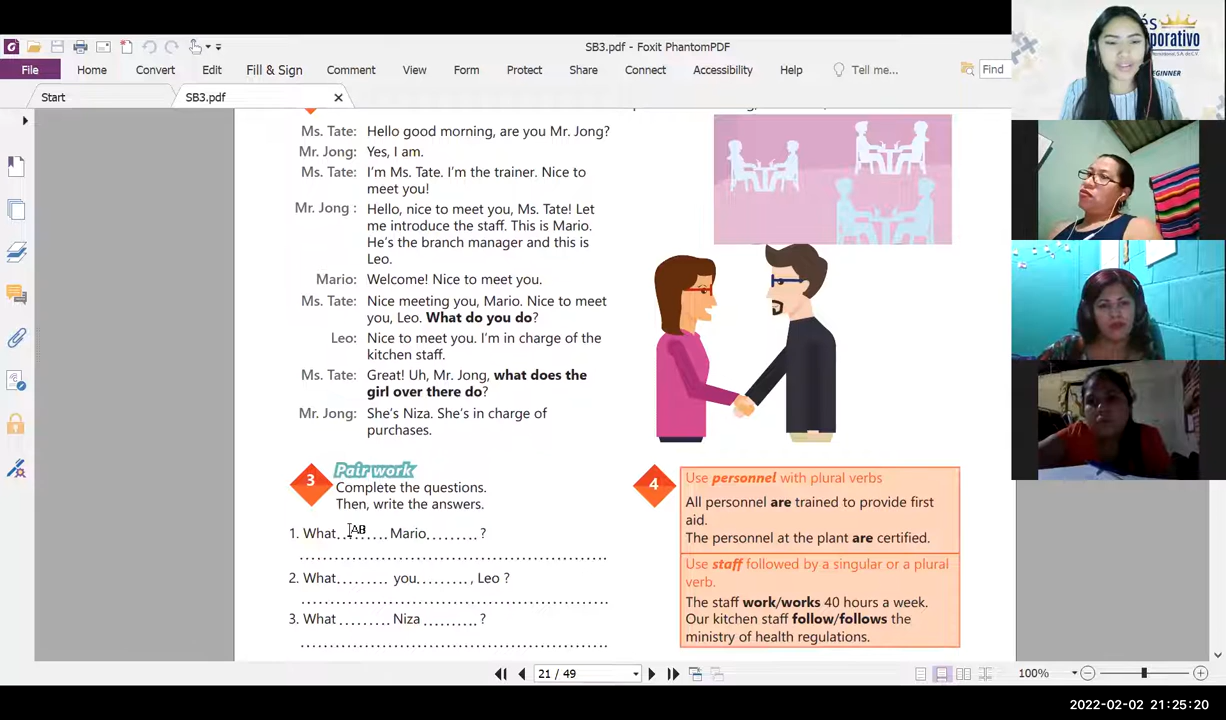 SB3.pdf - Foxit PhantomPDF
File Home Convert Edit Fill & Sign Comment View Form Protect Share Connect Accessibility Help Tell me... Find
Start SB3.pdf
Ms. Tate: Hello good morning, are you Mr. Jong?
Mr. Jong: Yes, I am.
Ms. Tate: I'm Ms. Tate. I'm the trainer. Nice to
meet you!
Mr. Jong : Hello, nice to meet you, Ms. Tate! Let
me introduce the staff. This is Mario.
He's the branch manager and this is
Leo.
Mario: Welcome! Nice to meet you.
Ms. Tate: Nice meeting you, Mario. Nice to meet
you, Leo. What do you do?
Leo: Nice to meet you. I'm in charge of the
kitchen staff.
Ms. Tate: Great! Uh, Mr. Jong, what does the
girl over there do?
Mr. Jong: She's Niza. She's in charge of
purchases.
3 Pair work
Complete the questions.
Then, write the answers.
1. What......... Mario.........?
2. What......... you........., Leo ?
3. What ......... Niza .........?
4 Use personnel with plural verbs
All personnel are trained to provide first
aid.
The personnel at the plant are certified.
Use staff followed by a singular or a plural
verb.
The staff work/works 40 hours a week.
Our kitchen staff follow/follows the
ministry of health regulations.
21 / 49
100%
és
porativo
EGINNER
2022-02-02 21:25:20